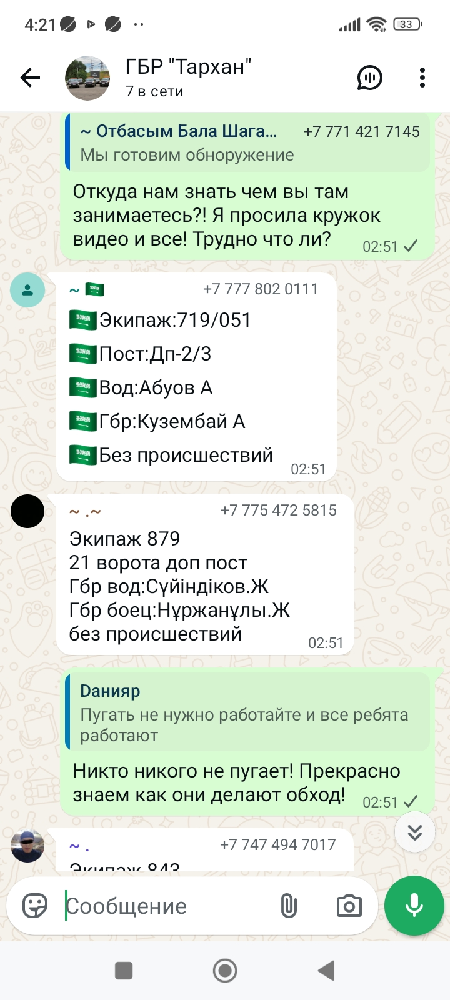 4:21
33
ГБР "Тархан"
7 в сети
~ Отбасым Бала Шага... +7 771 421 7145
Мы готовим обноружение
Откуда нам знать чем вы там
занимаетесь?! Я просила кружок
видео и все! Трудно что ли?
02:51
~ 🇸🇦 +7 777 802 0111
🇸🇦Экипаж:719/051
🇸🇦Пост:Дп-2/3
🇸🇦Вод:Абуов А
🇸🇦Гбр:Кузембай А
🇸🇦Без происшествий
02:51
~ .~ +7 775 472 5815
Экипаж 879
21 ворота доп пост
Гбр вод:Сүйіндіков.Ж
Гбр боец:Нұржанұлы.Ж
без происшествий
02:51
Dанияр
Пугать не нужно работайте и все ребята
работают
Никто никого не пугает! Прекрасно
знаем как они делают обход!
02:51
~ . +7 747 494 7017
Экипаж 843
Сообщение